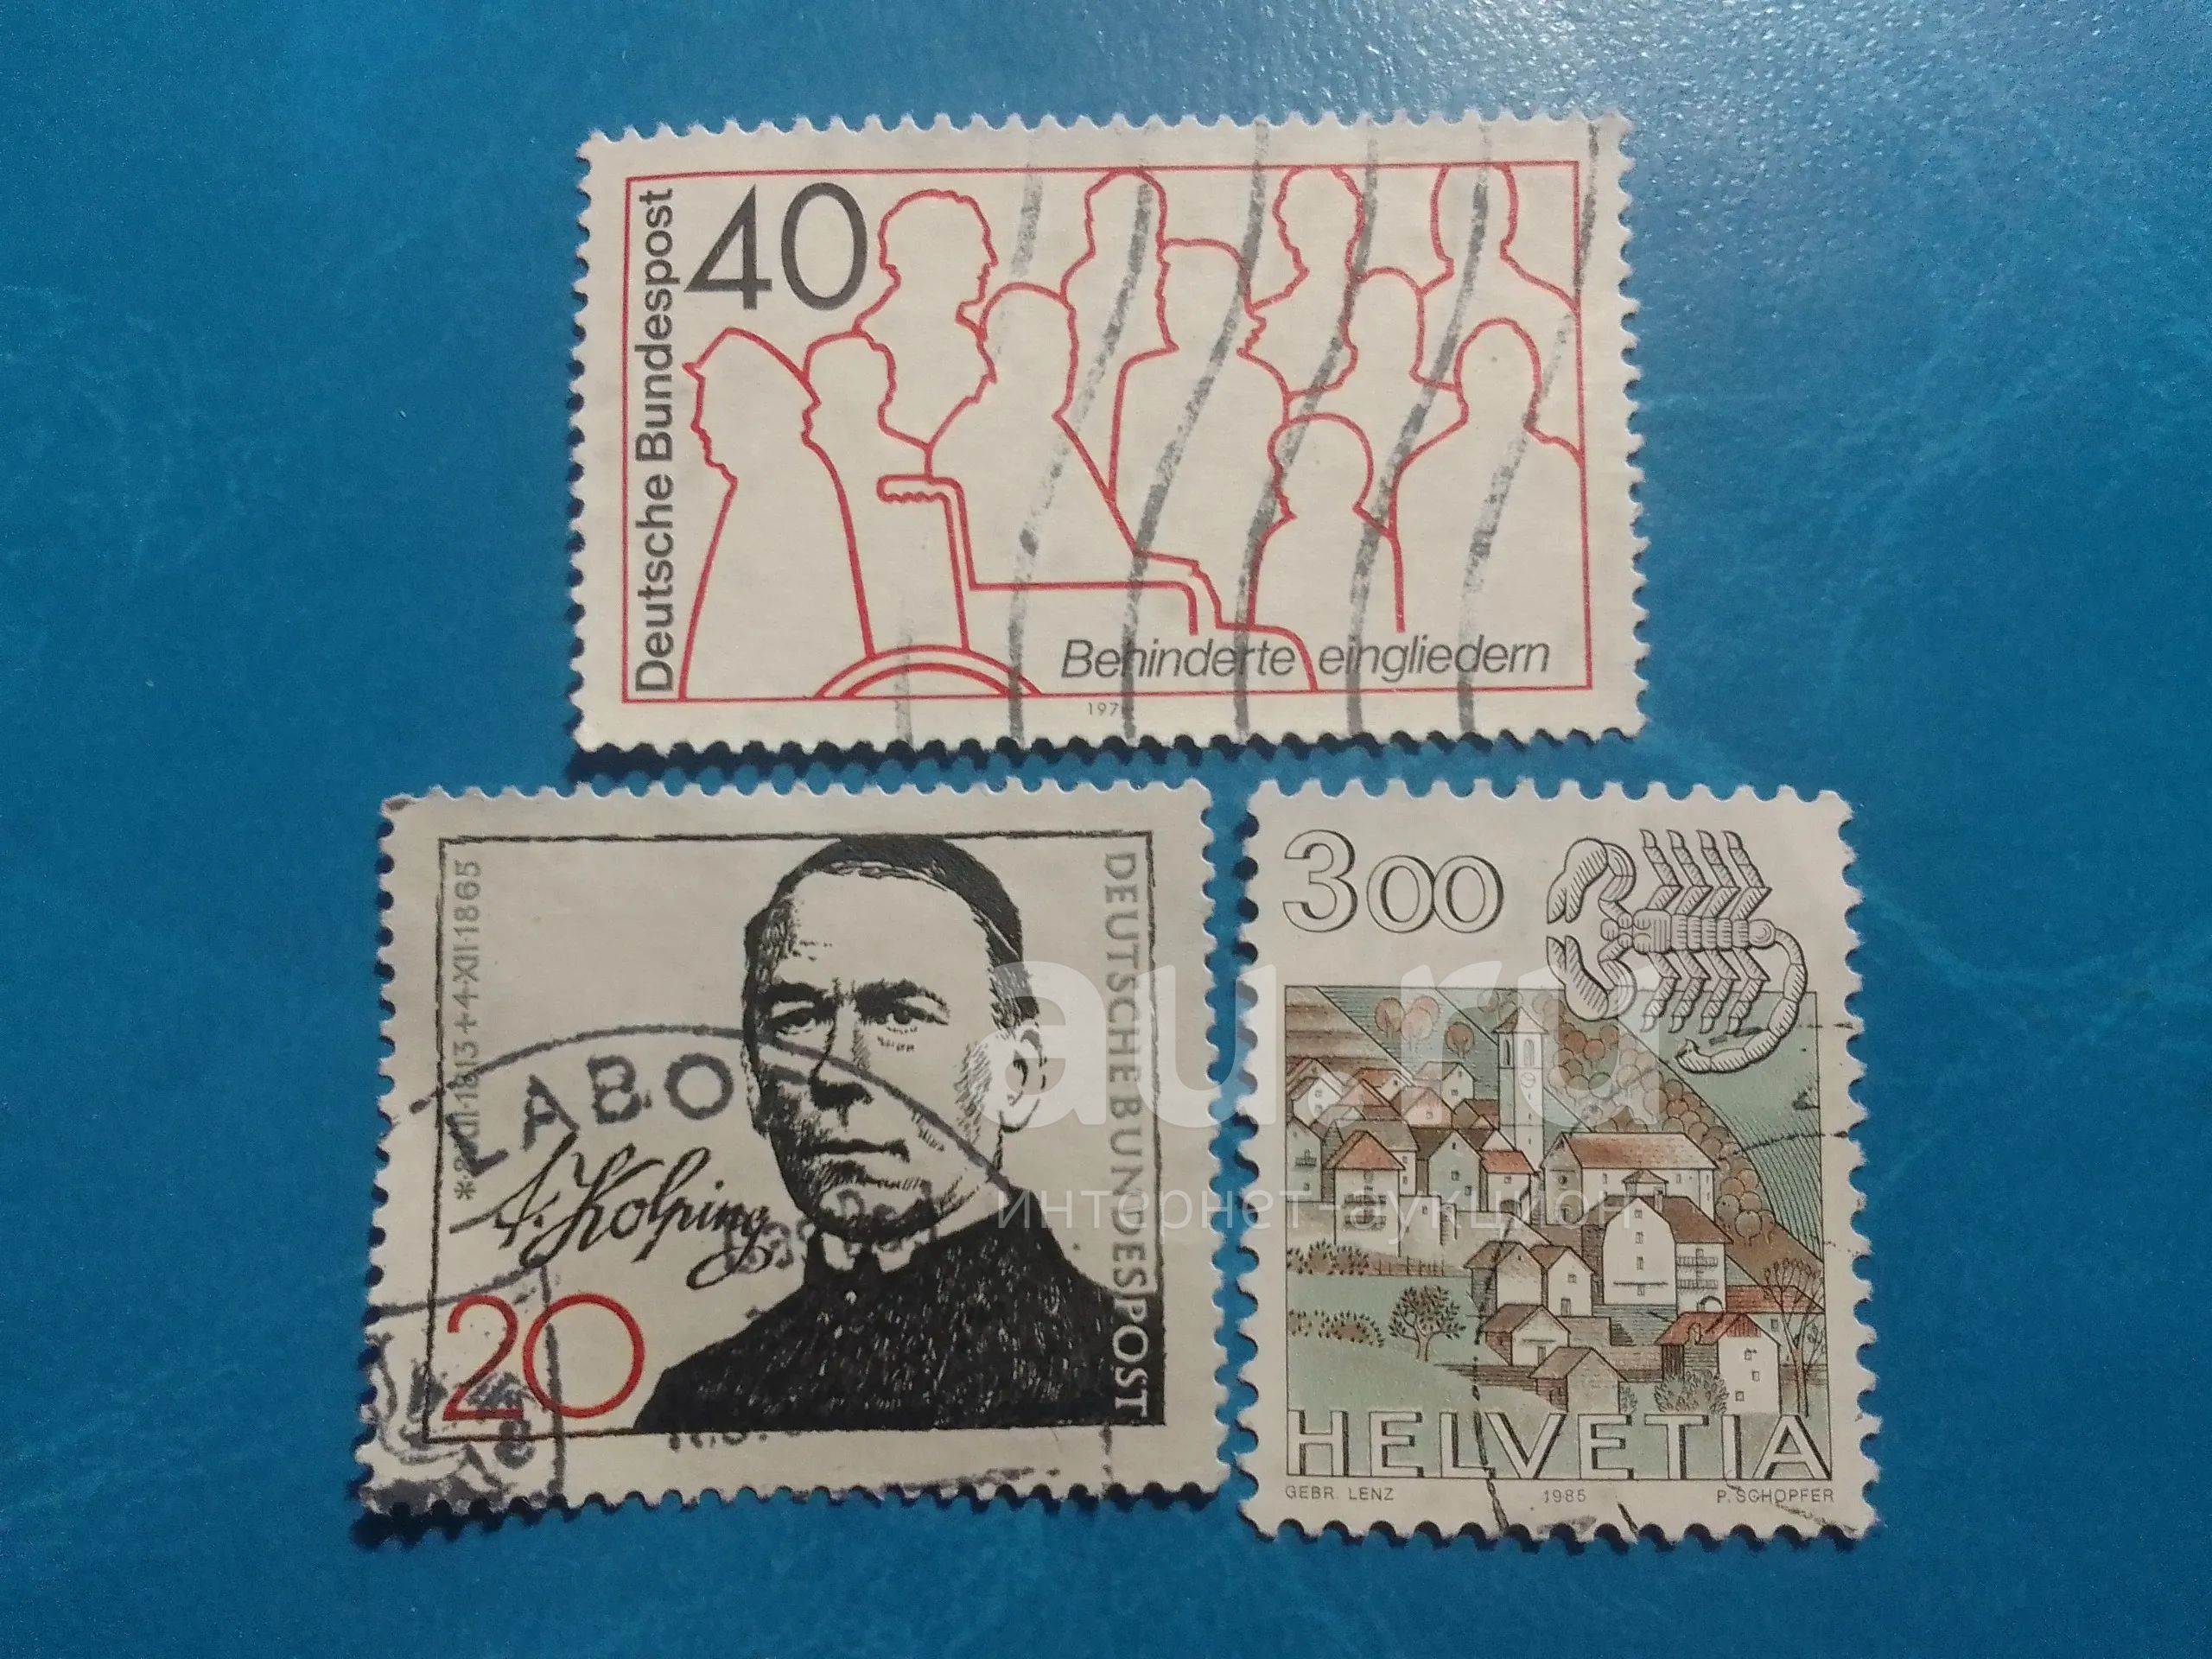 Deutsche Bundespost
40
Behinderte eingliedern
DEUTSCHE BUNDESPOST
LABO
A. Kolping
20
3 00
HELVETIA
GEBR. LENZ 1985 P. SCHOPFER
au.ru
интернет-аукцион